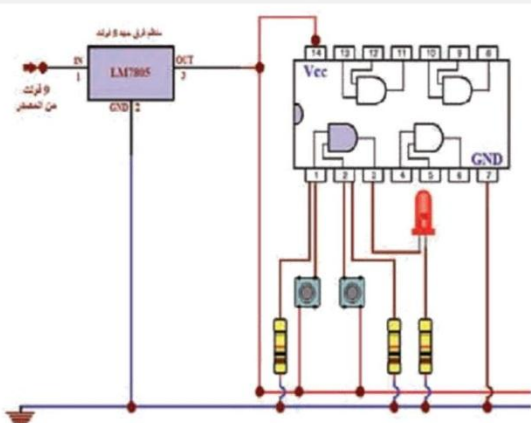 منظم فرق جهد 5 فولت
IN
1
LM7805
OUT
3
GND 2
9 فولت
من المصدر
14 13 12 11 10 9 8
Vcc
GND
1 2 3 4 5 6 7